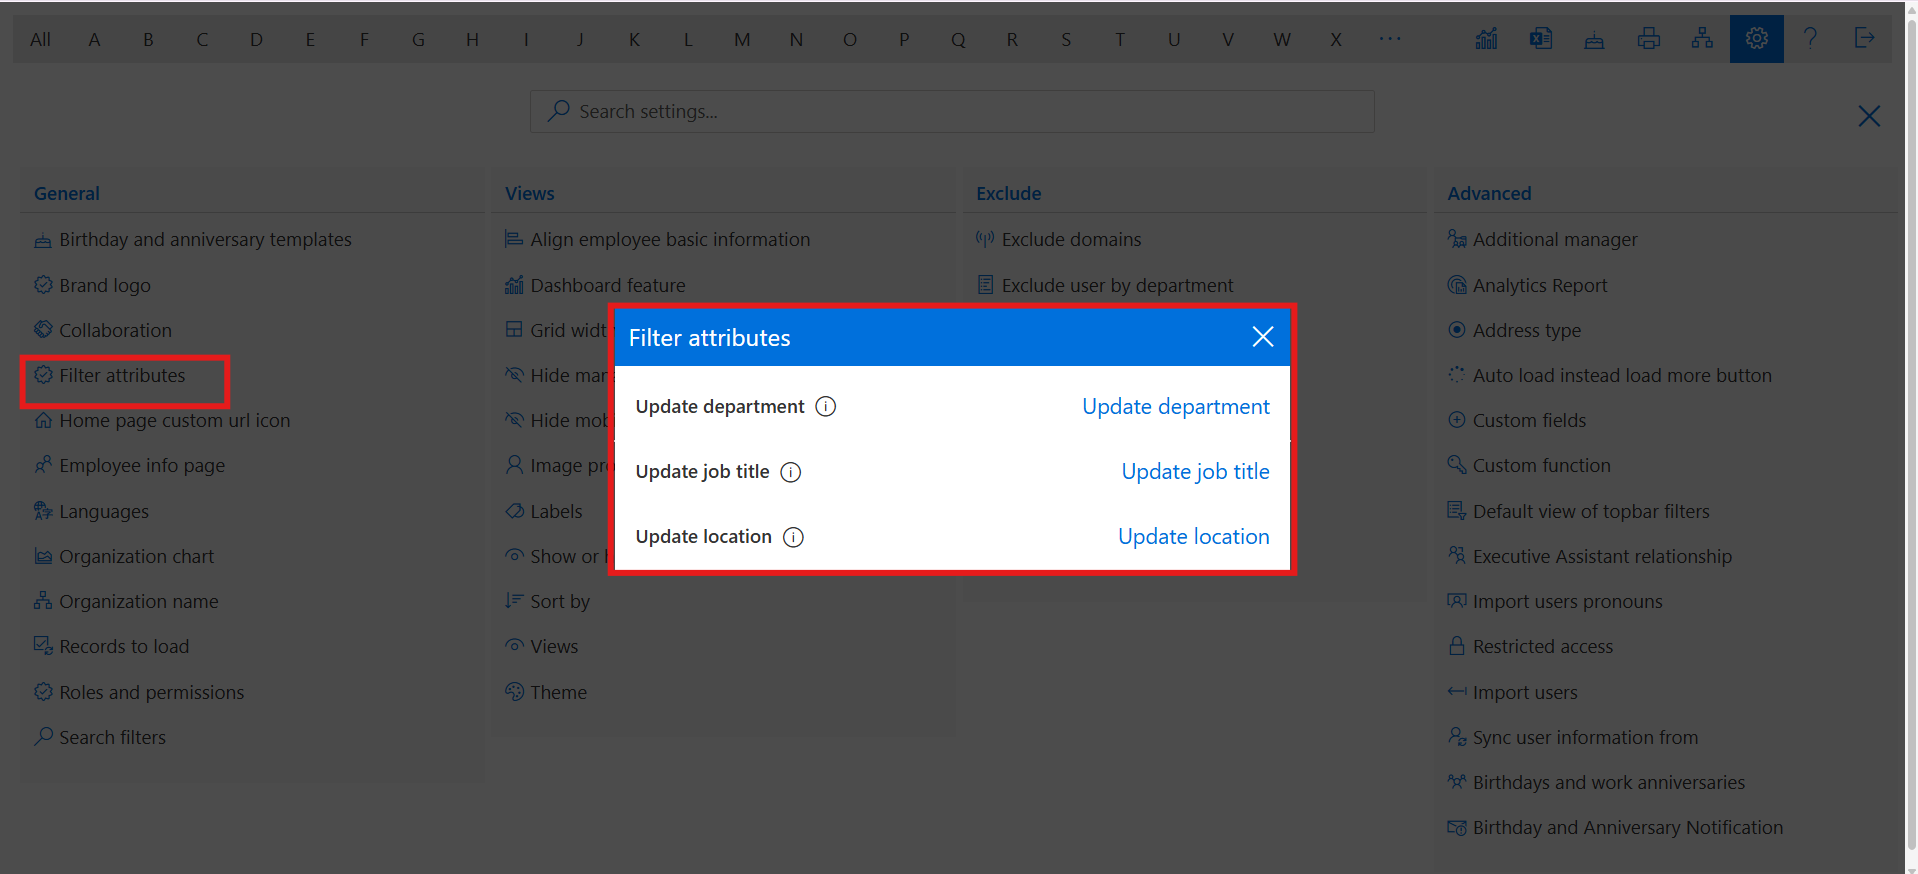 All A B C D E F G H I J K L M N O P Q R S T U V W X ...
Search settings...
General
Birthday and anniversary templates
Brand logo
Collaboration
Filter attributes
Home page custom url icon
Employee info page
Languages
Organization chart
Organization name
Records to load
Roles and permissions
Search filters
Views
Align employee basic information
Dashboard feature
Grid widt
Hide man
Hide mob
Image pr
Labels
Show or h
Sort by
Views
Theme
Exclude
Exclude domains
Exclude user by department
Advanced
Additional manager
Analytics Report
Address type
Auto load instead load more button
Custom fields
Custom function
Default view of topbar filters
Executive Assistant relationship
Import users pronouns
Restricted access
Import users
Sync user information from
Birthdays and work anniversaries
Birthday and Anniversary Notification
Filter attributes
Update department Update department
Update job title Update job title
Update location Update location